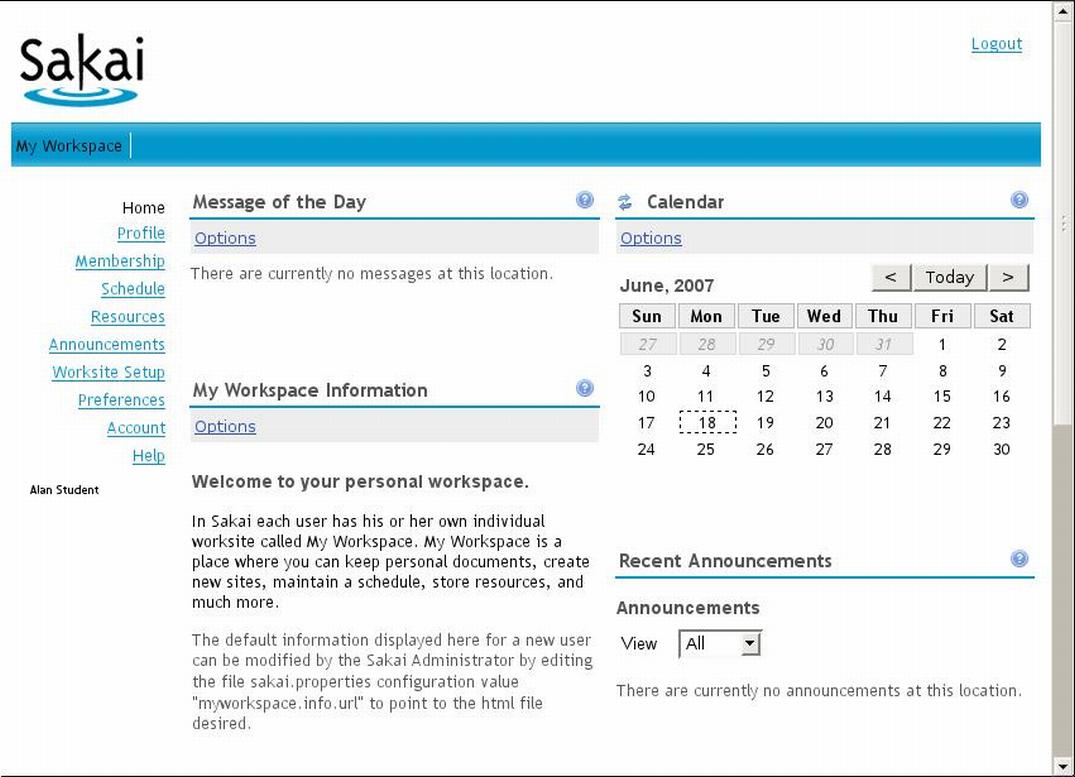 Sakai
Logout
My Workspace
Home
Profile
Membership
Schedule
Resources
Announcements
Worksite Setup
Preferences
Account
Help
Alan Student
Message of the Day
Options
There are currently no messages at this location.
My Workspace Information
Options
Welcome to your personal workspace.
In Sakai each user has his or her own individual
worksite called My Workspace. My Workspace is a
place where you can keep personal documents, create
new sites, maintain a schedule, store resources, and
much more.
The default information displayed here for a new user
can be modified by the Sakai Administrator by editing
the file sakai.properties configuration value
"myworkspace.info.url" to point to the html file
desired.
Calendar
Options
June, 2007
< Today >
Sun Mon Tue Wed Thu Fri Sat
27 28 29 30 31 1 2
3 4 5 6 7 8 9
10 11 12 13 14 15 16
17 18 19 20 21 22 23
24 25 26 27 28 29 30
Recent Announcements
Announcements
View All
There are currently no announcements at this location.